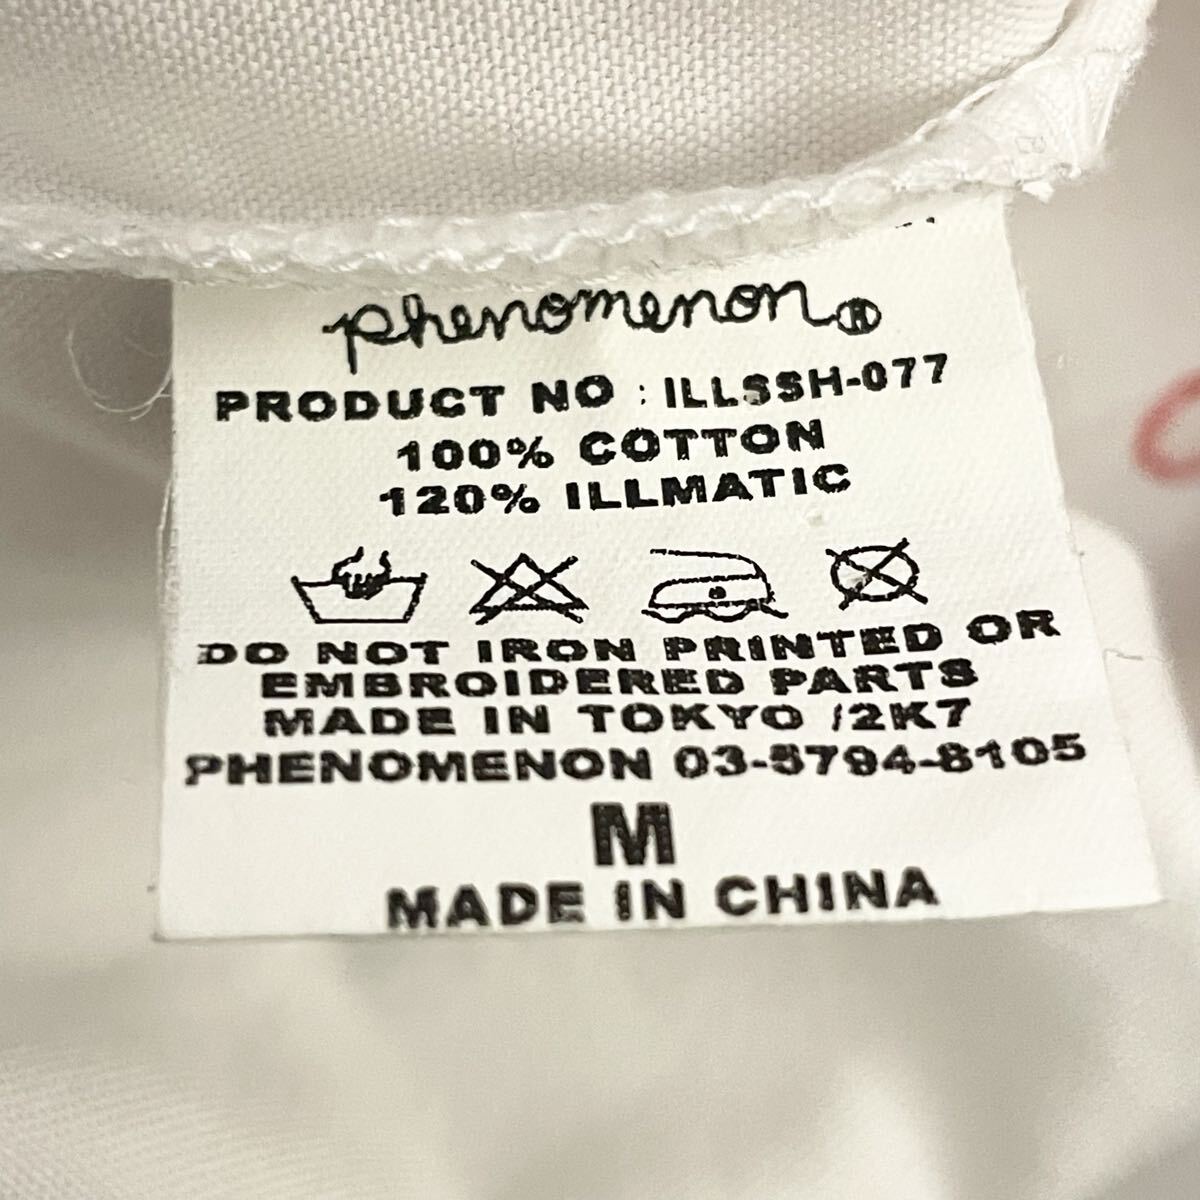 phenomenon®
PRODUCT NO : ILLSSH-077
100% COTTON
120% ILLMATIC
DO NOT IRON PRINTED OR
EMBROIDERED PARTS
MADE IN TOKYO /2K7
PHENOMENON 03-5794-8105
M
MADE IN CHINA